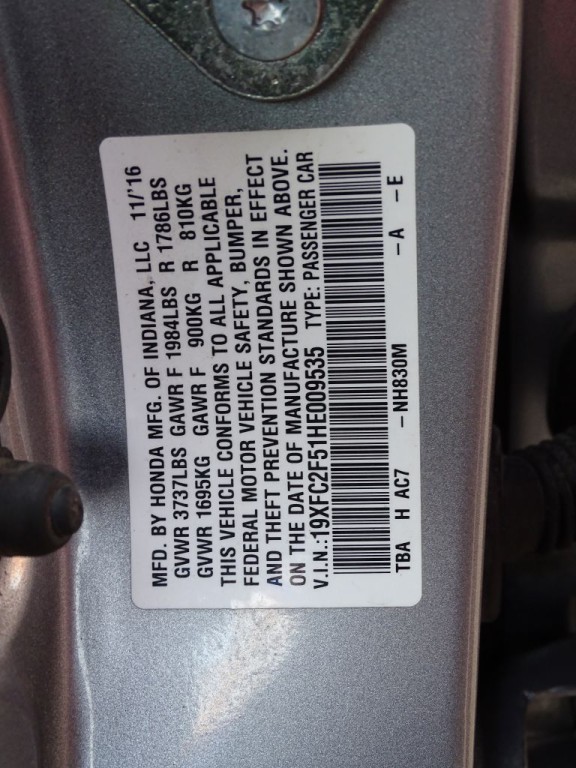 MFD. BY HONDA MFG. OF INDIANA, LLC 11/'16
GVWR 3737LBS GAWR F 1984LBS R 1786LBS
GVWR 1695KG GAWR F 900KG R 810KG
THIS VEHICLE CONFORMS TO ALL APPLICABLE
FEDERAL MOTOR VEHICLE SAFETY, BUMPER,
AND THEFT PREVENTION STANDARDS IN EFFECT
ON THE DATE OF MANUFACTURE SHOWN ABOVE.
V.I.N.:19XFC2F51HE009535 TYPE: PASSENGER CAR
TBA H AC7 -NH830M -A -E